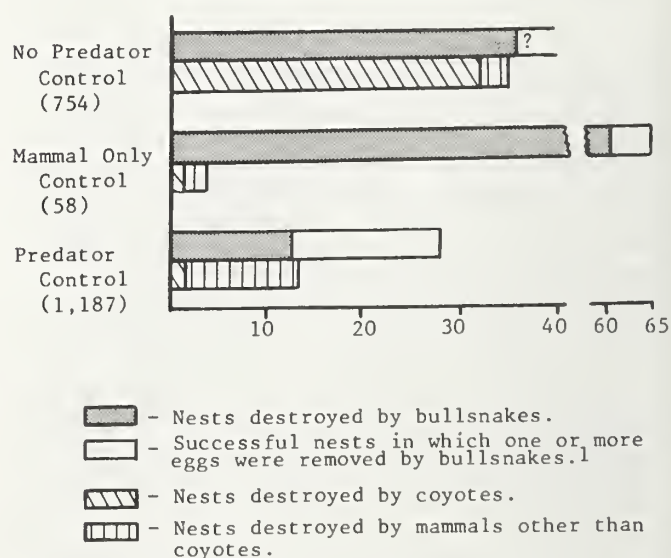 No Predator
Control
(754)
?
Mammal Only
Control
(58)
Predator
Control
(1,187)
10 20 30 40 60 65
- Nests destroyed by bullsnakes.
- Successful nests in which one or more
eggs were removed by bullsnakes.1
- Nests destroyed by coyotes.
- Nests destroyed by mammals other than
coyotes.